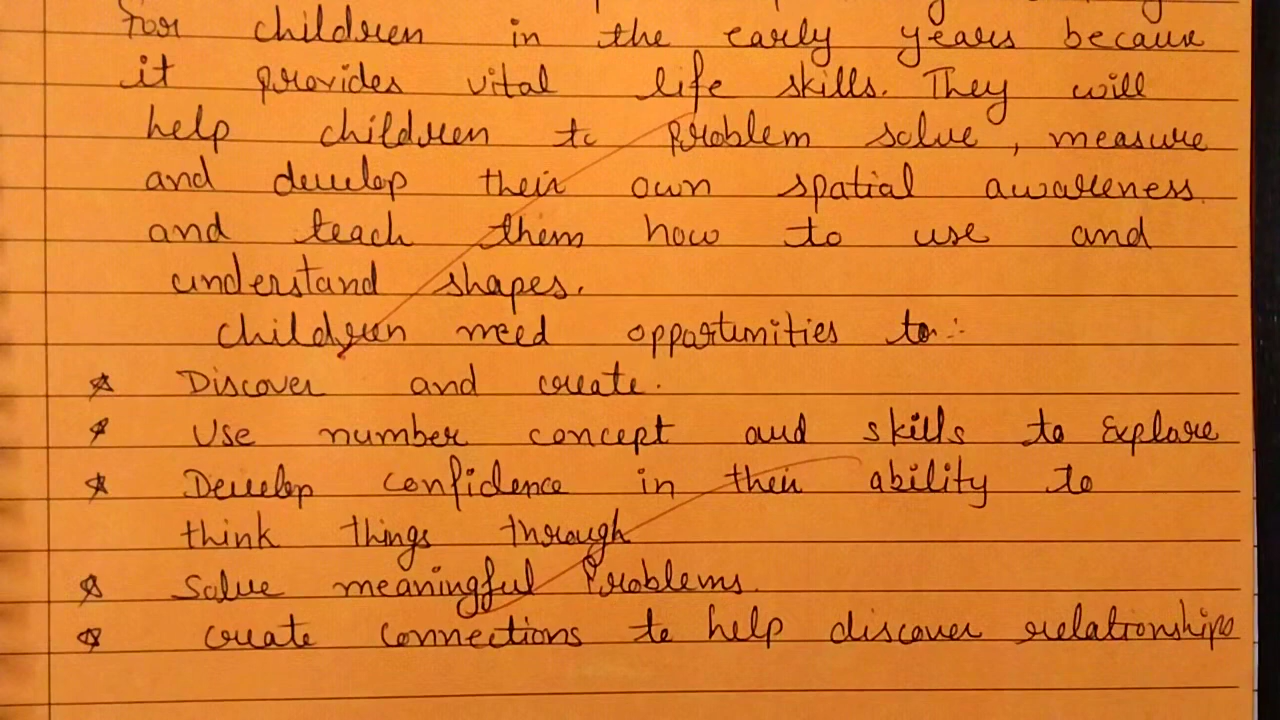 for children in the early years because
it provides vital life skills. They will
help children to problem solve, measure
and develop their own spatial awareness
and teach them how to use and
understand shapes.
children need opportunities to:-
* Discover and create.
* Use number concept and skills to Explore
* Develop confidence in their ability to
think things through
* Solve meaningful Problems.
* create connections to help discover relationships